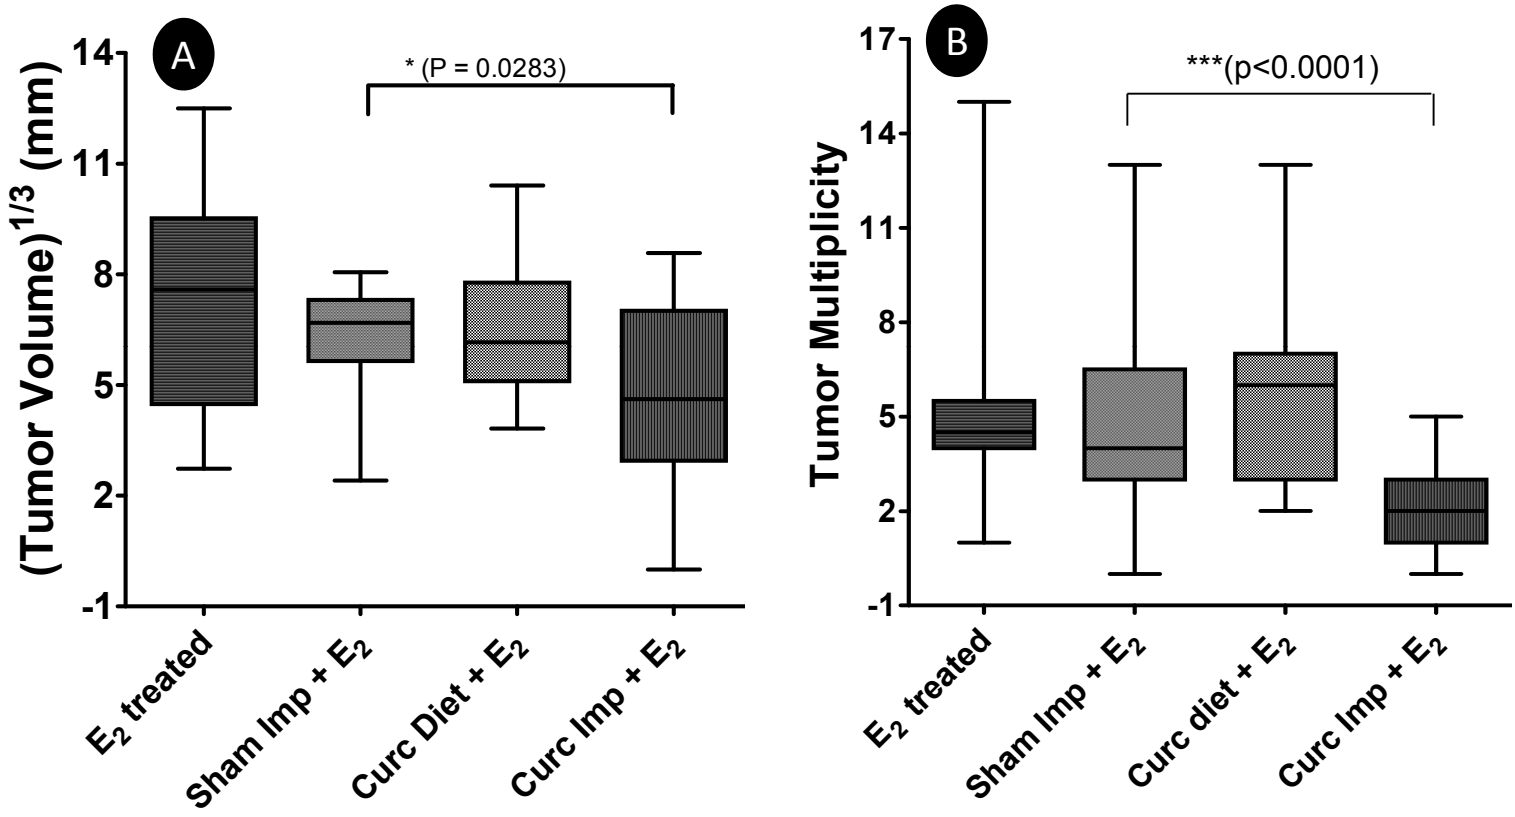 A
* (P = 0.0283)
(Tumor Volume)^1/3 (mm)
14
11
8
5
2
-1
E₂ treated
Sham Imp + E₂
Curc Diet + E₂
Curc Imp + E₂
B
***(p<0.0001)
Tumor Multiplicity
17
14
11
8
5
2
-1
E₂ treated
Sham Imp + E₂
Curc diet + E₂
Curc Imp + E₂